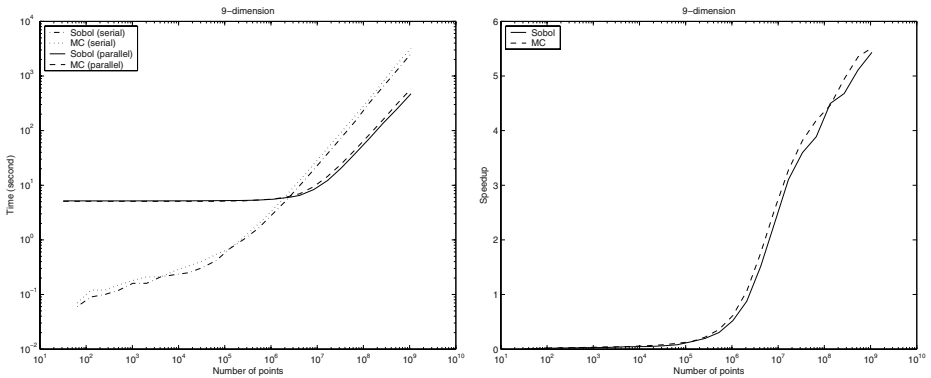 9-dimension
Sobol (serial)
MC (serial)
Sobol (parallel)
MC (parallel)
10^4
10^3
10^2
10^1
10^0
10^-1
10^-2
Time (second)
10^1 10^2 10^3 10^4 10^5 10^6 10^7 10^8 10^9 10^10
Number of points
9-dimension
Sobol
MC
6
5
4
3
2
1
0
Speedup
10^1 10^2 10^3 10^4 10^5 10^6 10^7 10^8 10^9 10^10
Number of points